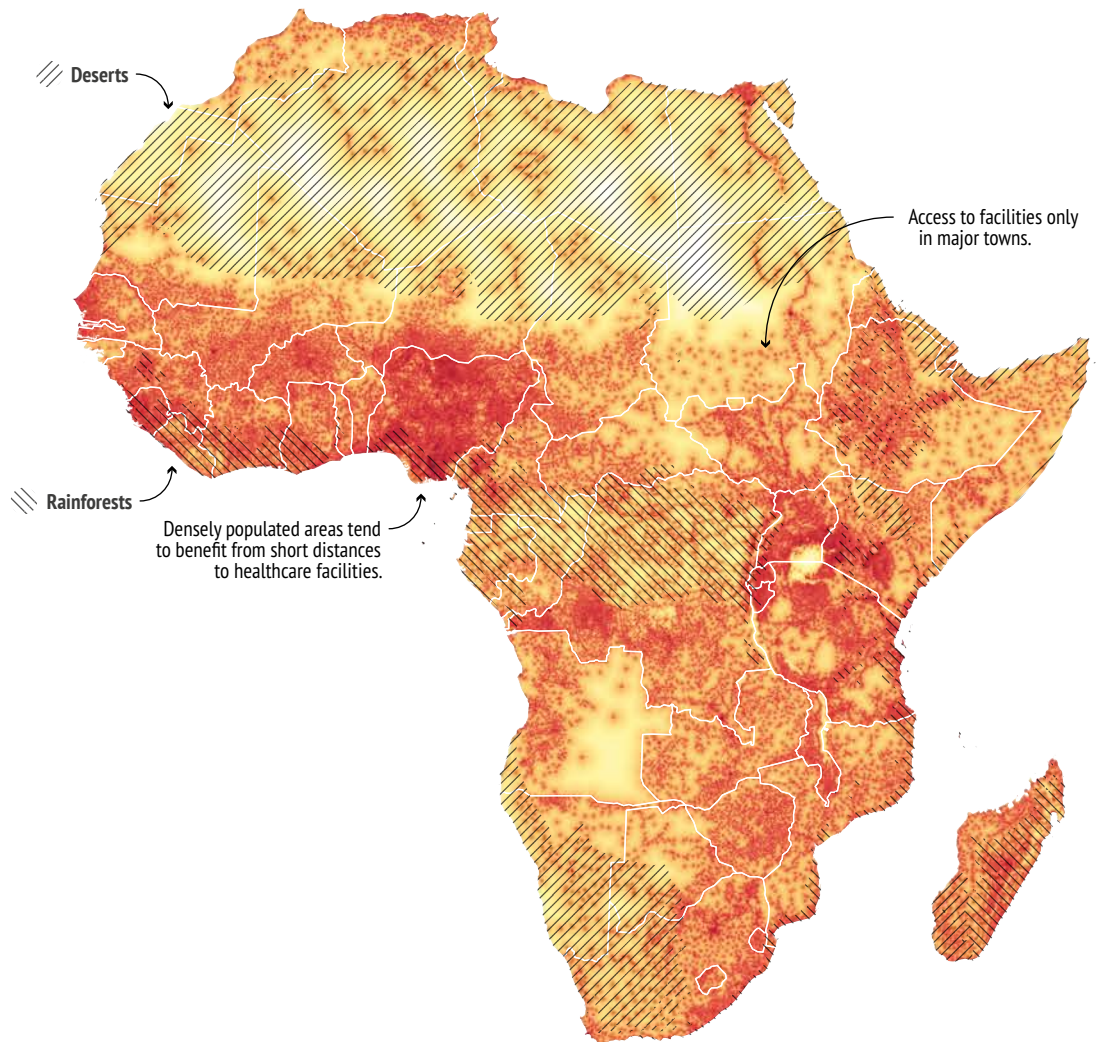 Deserts
Access to facilities only
in major towns.
Rainforests
Densely populated areas tend
to benefit from short distances
to healthcare facilities.